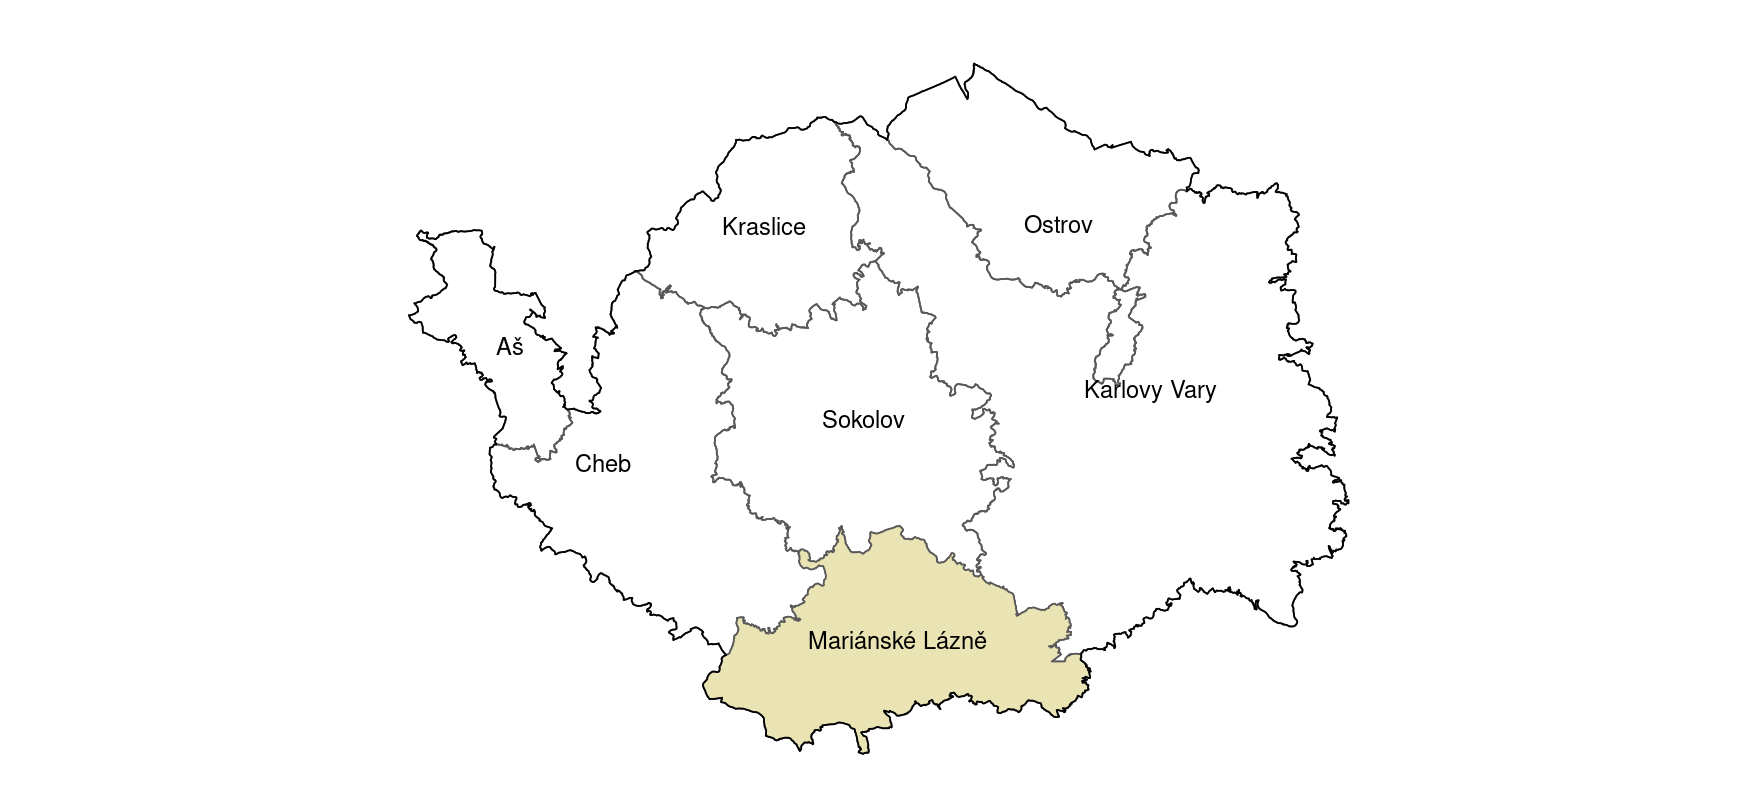 Kraslice
Ostrov
Aš
Karlovy Vary
Sokolov
Cheb
Mariánské Lázně